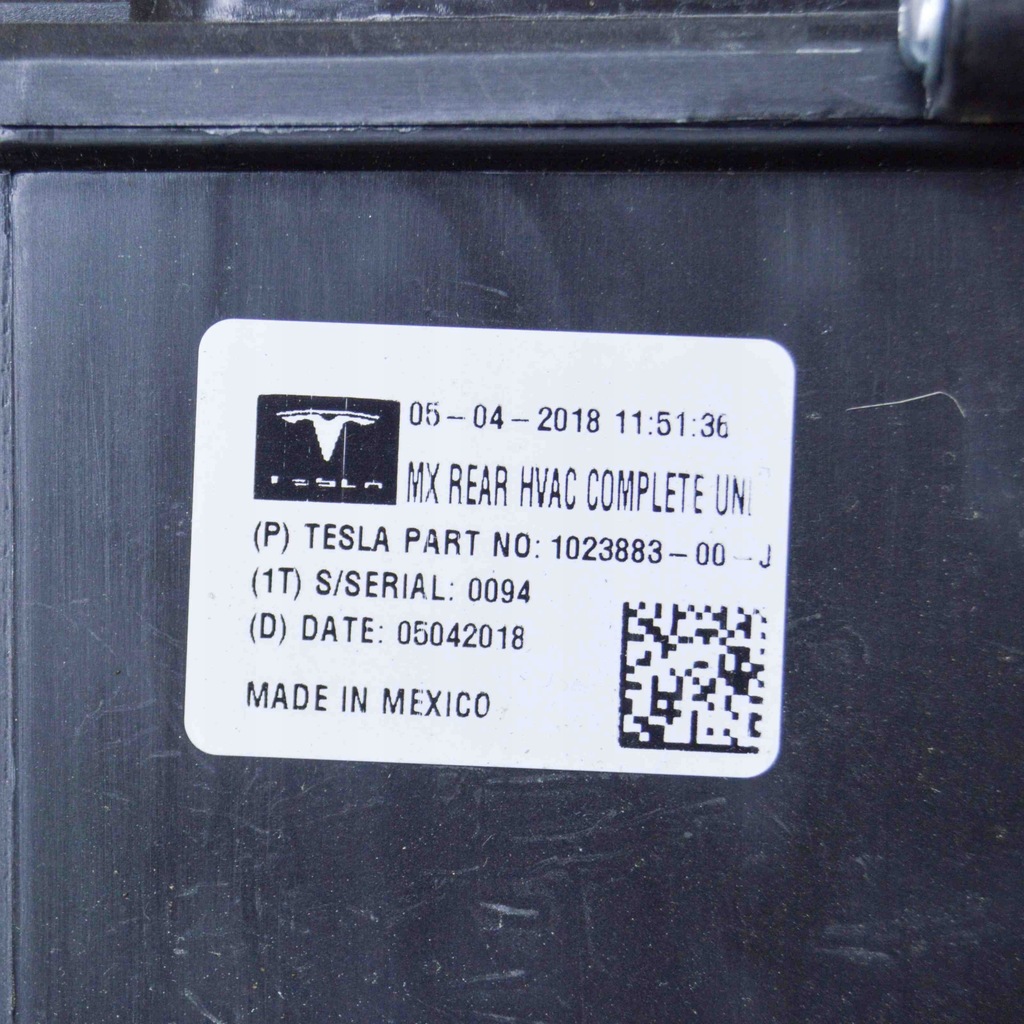 05-04-2018 11:51:36
TESLA
MX REAR HVAC COMPLETE UNI
(P) TESLA PART NO: 1023883-00-J
(1T) S/SERIAL: 0094
(D) DATE: 05042018
MADE IN MEXICO